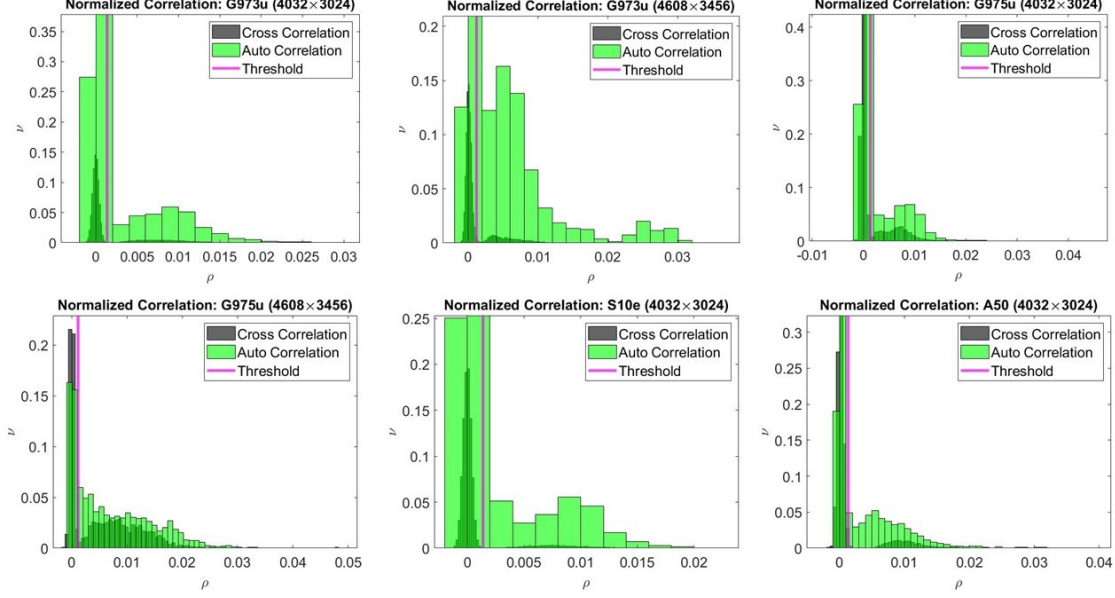 Normalized Correlation: G973u (4032×3024)
0.35
0.3
0.25
0.2
0.15
0.1
0.05
0
ν
Cross Correlation
Auto Correlation
Threshold
0 0.005 0.01 0.015 0.02 0.025 0.03
ρ
Normalized Correlation: G973u (4608×3456)
0.2
0.15
0.1
0.05
0
ν
Cross Correlation
Auto Correlation
Threshold
0 0.01 0.02 0.03
ρ
Normalized Correlation: G975u (4032×3024)
0.4
0.3
0.2
0.1
0
ν
Cross Correlation
Auto Correlation
Threshold
-0.01 0 0.01 0.02 0.03 0.04
ρ
Normalized Correlation: G975u (4608×3456)
0.2
0.15
0.1
0.05
0
ν
Cross Correlation
Auto Correlation
Threshold
0 0.01 0.02 0.03 0.04 0.05
ρ
Normalized Correlation: S10e (4032×3024)
0.25
0.2
0.15
0.1
0.05
0
ν
Cross Correlation
Auto Correlation
Threshold
0 0.01 0.02
ρ
Normalized Correlation: A50 (4032×3024)
0.3
0.25
0.2
0.15
0.1
0.05
0
ν
Cross Correlation
Auto Correlation
Threshold
0 0.01 0.02 0.03 0.04
ρ